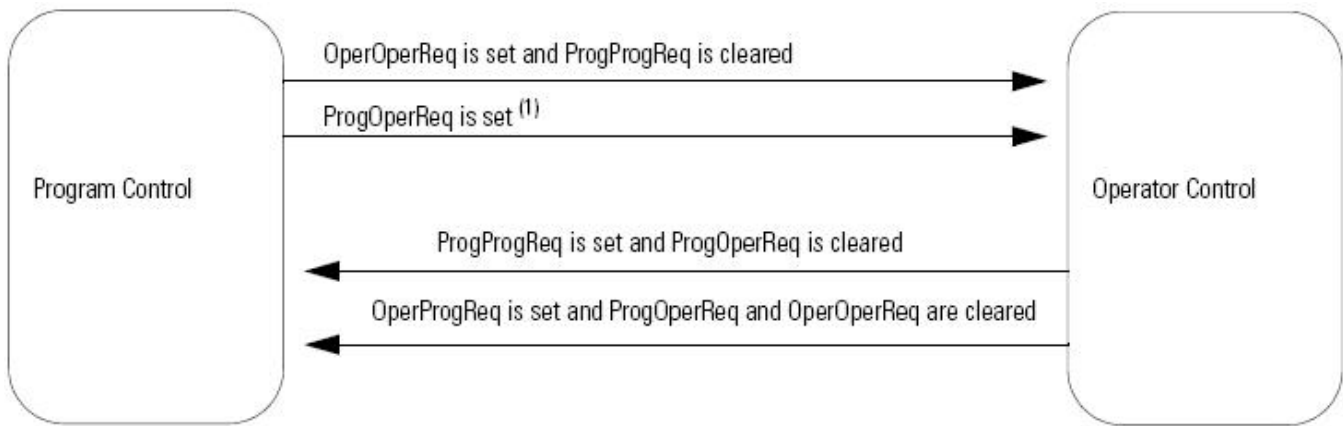 OperOperReq is set and ProgProgReq is cleared
ProgOperReq is set (1)
Program Control
Operator Control
ProgProgReq is set and ProgOperReq is cleared
OperProgReq is set and ProgOperReq and OperOperReq are cleared